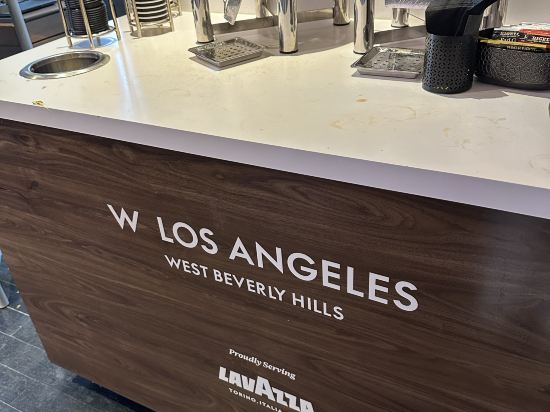 W LOS ANGELES
WEST BEVERLY HILLS
Proudly Serving
LAVAZZA
TORINO, ITALIA